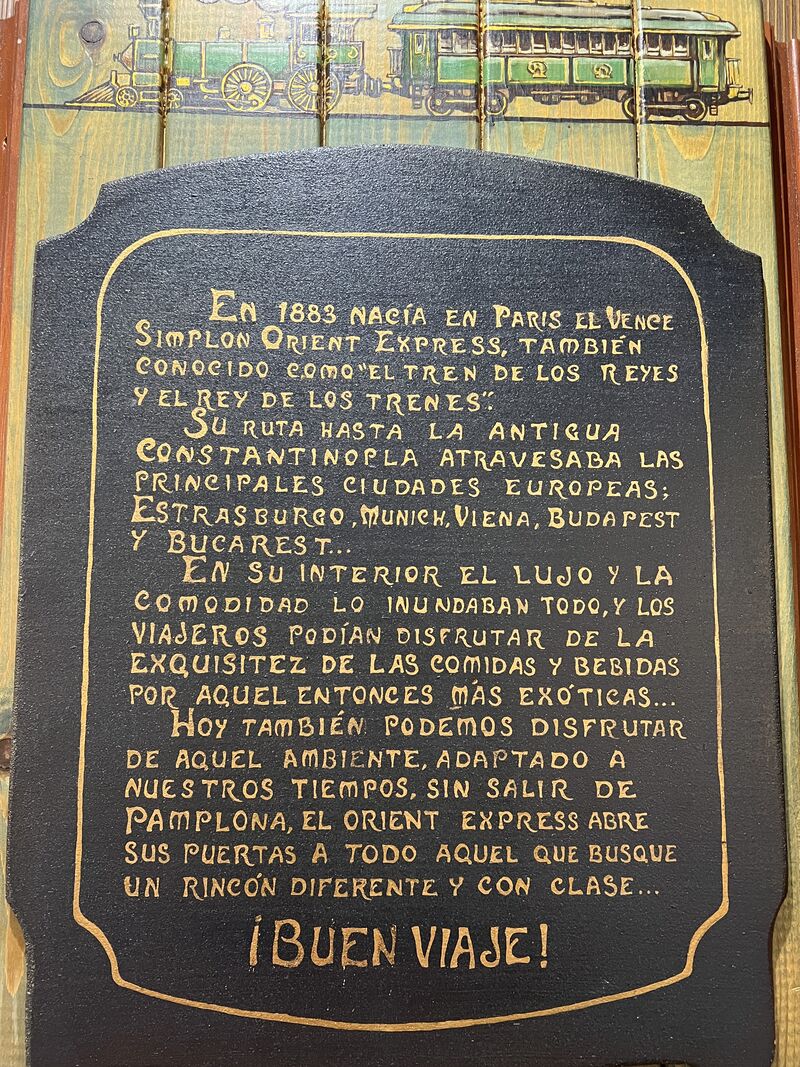 EN 1883 NACÍA EN PARIS EL VENCE
SIMPLON ORIENT EXPRESS, TAMBIÉN
CONOCIDO COMO "EL TREN DE LOS REYES
Y EL REY DE LOS TRENES".
SU RUTA HASTA LA ANTIGUA
CONSTANTINOPLA ATRAVESABA LAS
PRINCIPALES CIUDADES EUROPEAS;
ESTRASBURGO, MUNICH, VIENA, BUDAPEST
Y BUCAREST...
EN SU INTERIOR EL LUJO Y LA
COMODIDAD LO INUNDABAN TODO, Y LOS
VIAJEROS PODÍAN DISFRUTAR DE LA
EXQUISITEZ DE LAS COMIDAS Y BEBIDAS
POR AQUEL ENTONCES MÁS EXÓTICAS...
HOY TAMBIÉN PODEMOS DISFRUTAR
DE AQUEL AMBIENTE, ADAPTADO A
NUESTROS TIEMPOS, SIN SALIR DE
PAMPLONA, EL ORIENT EXPRESS ABRE
SUS PUERTAS A TODO AQUEL QUE BUSQUE
UN RINCÓN DIFERENTE Y CON CLASE...
¡BUEN VIAJE!